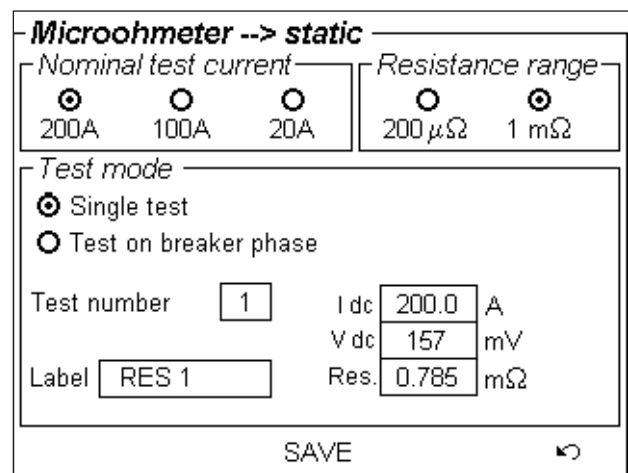 Microohmeter --> static
Nominal test current
200A 100A 20A
Resistance range
200 μΩ 1 mΩ
Test mode
Single test
Test on breaker phase
Test number 1
Label RES 1
I dc 200.0 A
V dc 157 mV
Res. 0.785 mΩ
SAVE